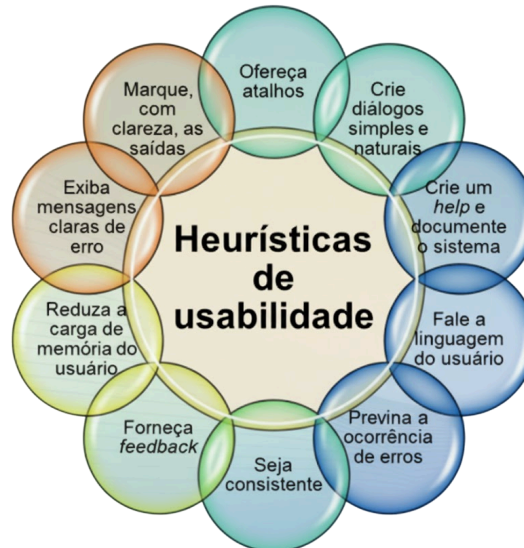 Heurísticas
de
usabilidade
Ofereça
atalhos
Crie
diálogos
simples e
naturais
Crie um
help e
documente
o sistema
Fale a
linguagem
do usuário
Previna a
ocorrência
de erros
Seja
consistente
Forneça
feedback
Reduza a
carga de
memória do
usuário
Exiba
mensagens
claras de
erro
Marque,
com
clareza, as
saídas